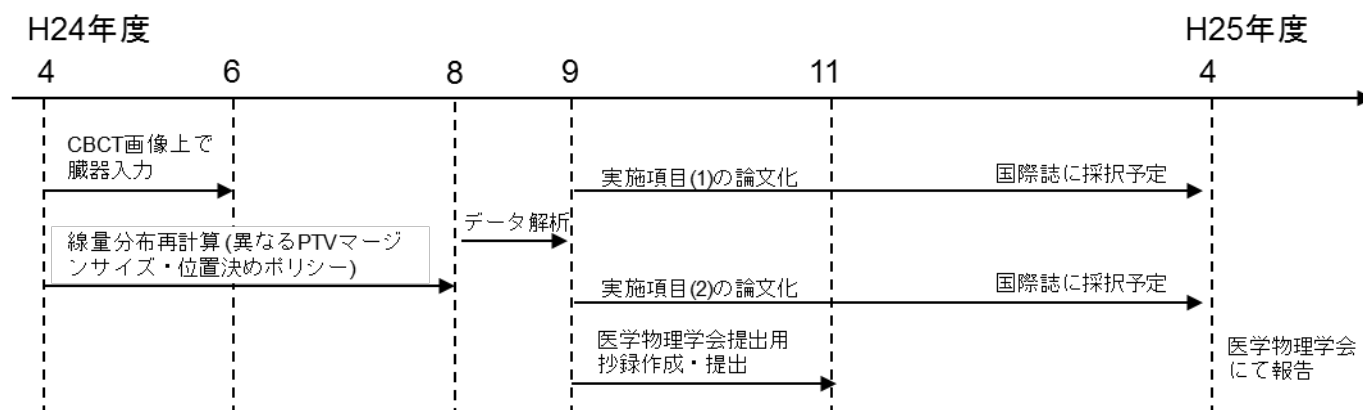 H24年度
H25年度
4
6
8
9
11
4
CBCT画像上で
臓器入力
実施項目(1)の論文化
国際誌に採択予定
データ解析
線量分布再計算(異なるPTVマージ
ンサイズ・位置決めポリシー)
実施項目(2)の論文化
国際誌に採択予定
医学物理学会提出用
抄録作成・提出
医学物理学会
にて報告